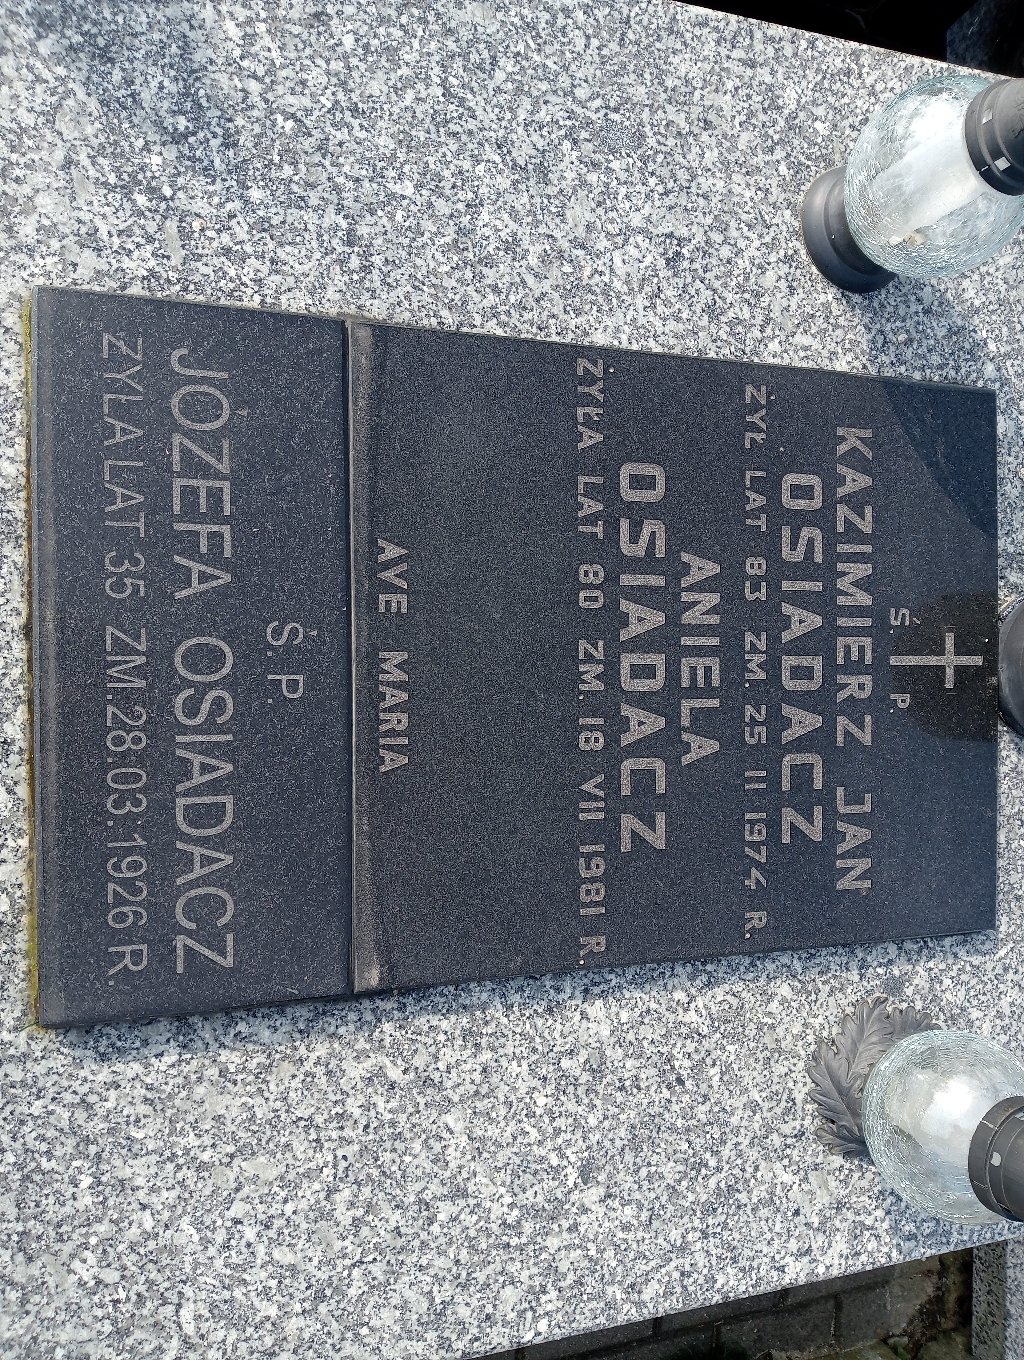 Ś. P.
KAZIMIERZ JAN
OSIADACZ
ŻYŁ LAT 83 ZM. 25 II 1974 R.
ANIELA
OSIADACZ
ŻYŁA LAT 80 ZM. 18 VII 1981 R.
AVE MARIA
Ś. P.
JÓZEFA OSIADACZ
ŻYŁA LAT 35 ZM. 28.03.1926 R.